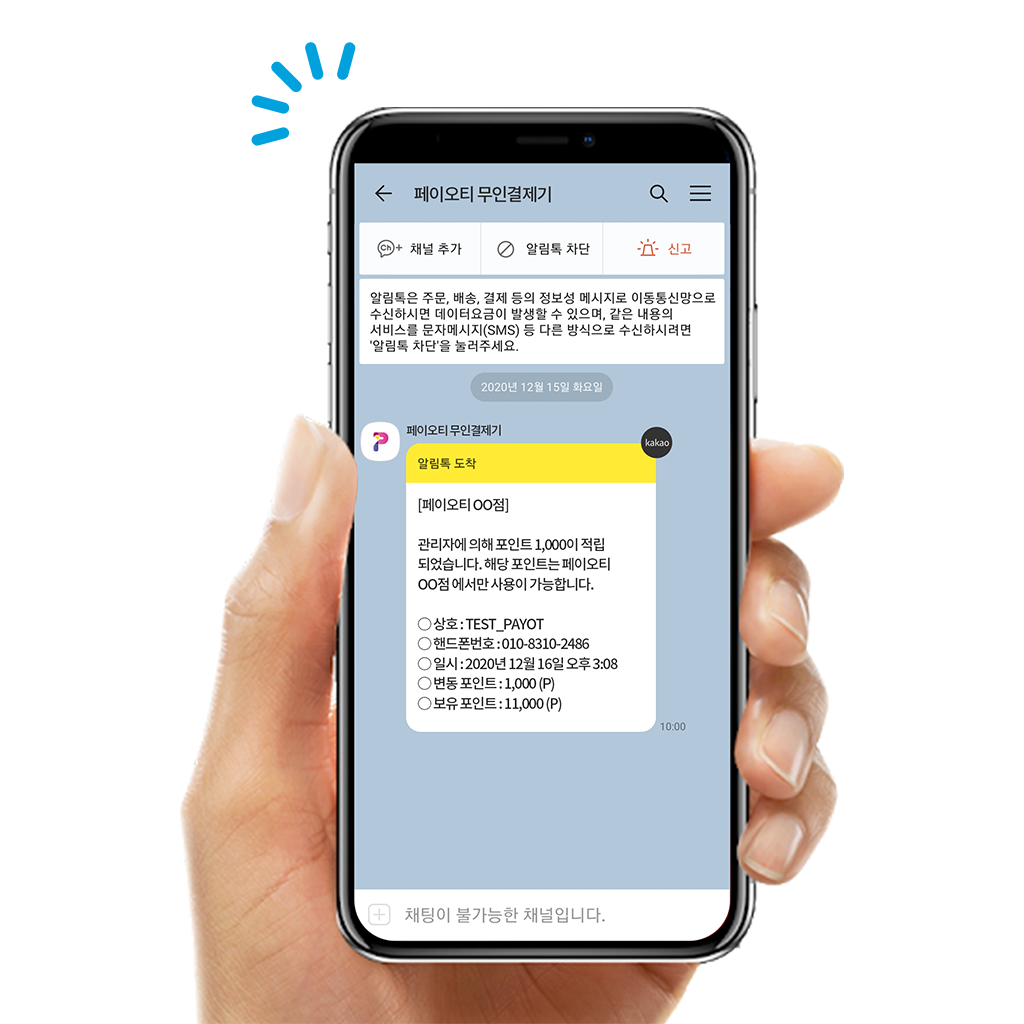 페이오티 무인결제기
Ch+ 채널 추가
알림톡 차단
신고
알림톡은 주문, 배송, 결제 등의 정보성 메시지로 이동통신망으로
수신하시면 데이터요금이 발생할 수 있으며, 같은 내용의
서비스를 문자메시지(SMS) 등 다른 방식으로 수신하시려면
'알림톡 차단'을 눌러주세요.
2020년 12월 15일 화요일
페이오티 무인결제기
kakao
알림톡 도착
[페이오티 OO점]
관리자에 의해 포인트 1,000이 적립
되었습니다. 해당 포인트는 페이오티
OO점 에서만 사용이 가능합니다.
○ 상호 : TEST_PAYOT
○ 핸드폰번호 : 010-8310-2486
○ 일시 : 2020년 12월 16일 오후 3:08
○ 변동 포인트 : 1,000 (P)
○ 보유 포인트 : 11,000 (P)
10:00
채팅이 불가능한 채널입니다.